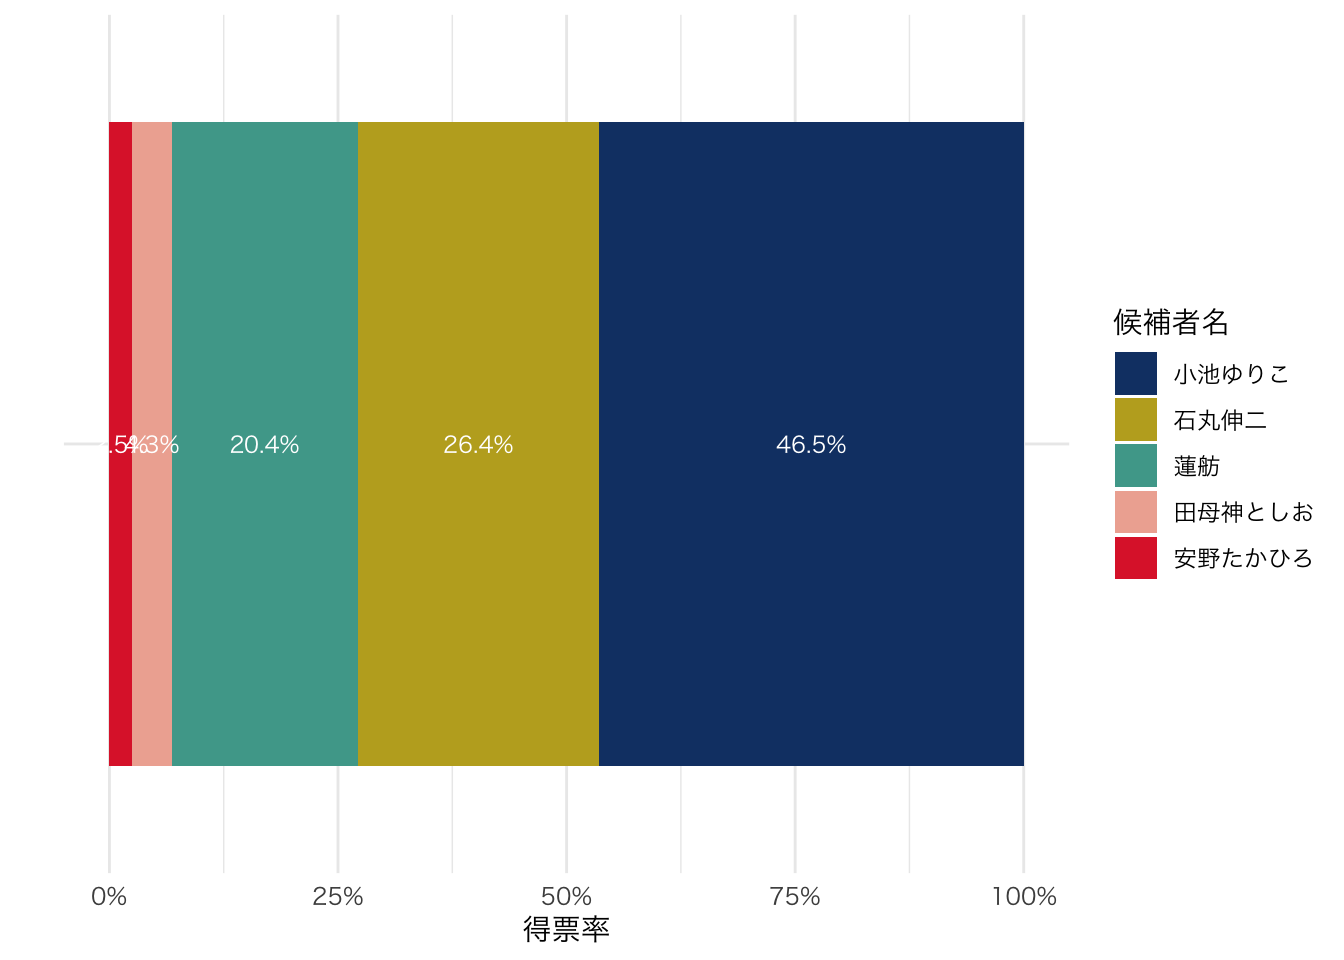 4.3%
20.4%
26.4%
46.5%
0%
25%
50%
75%
100%
得票率
候補者名
小池ゆりこ
石丸伸二
蓮舫
田母神としお
安野たかひろ